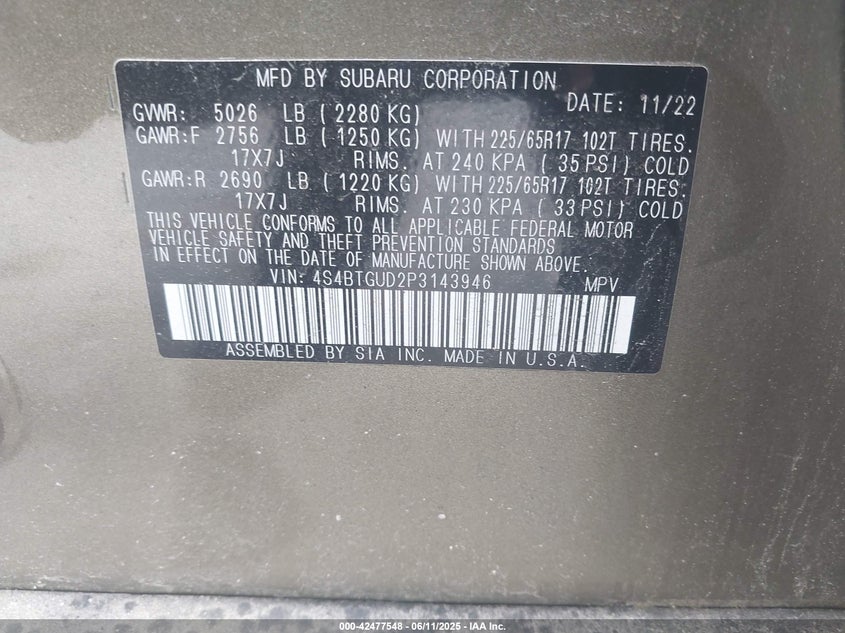 MFD BY SUBARU CORPORATION
DATE: 11/22
GVWR: 5026 LB ( 2280 KG)
GAWR:F 2756 LB ( 1250 KG) WITH 225/65R17 102T TIRES.
17X7J RIMS. AT 240 KPA ( 35 PSI) COLD
GAWR:R 2690 LB ( 1220 KG) WITH 225/65R17 102T TIRES.
17X7J RIMS. AT 230 KPA ( 33 PSI) COLD
THIS VEHICLE CONFORMS TO ALL APPLICABLE FEDERAL MOTOR
VEHICLE SAFETY AND THEFT PREVENTION STANDARDS
IN EFFECT ON THE DATE OF MANUFACTURE SHOWN ABOVE.
VIN: 4S4BTGUD2P3143946 MPV
ASSEMBLED BY SIA INC. MADE IN U.S.A.
000-42477548 - 06/11/2025 - IAA Inc.